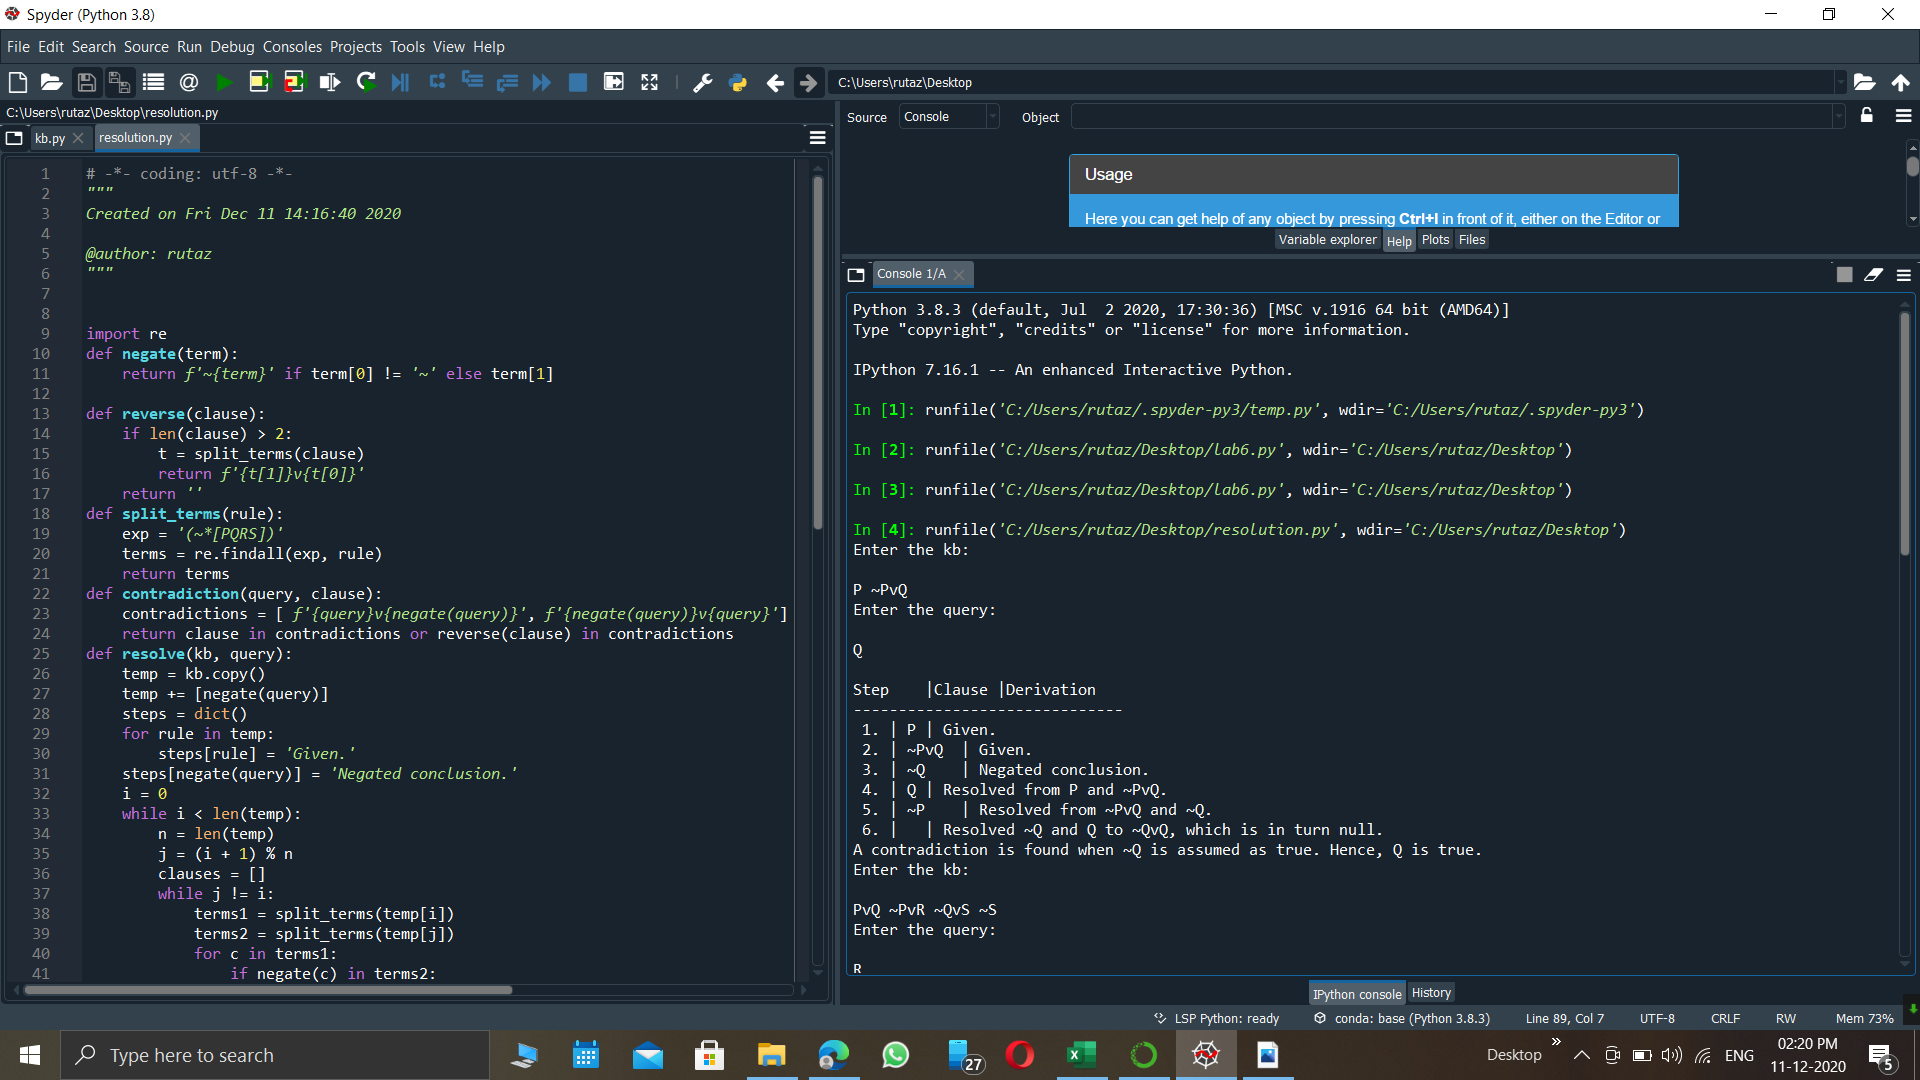 Spyder (Python 3.8)
File Edit Search Source Run Debug Consoles Projects Tools View Help
C:\Users\rutaz\Desktop
C:\Users\rutaz\Desktop\resolution.py
kb.py
resolution.py
1 # -*- coding: utf-8 -*-
2 """
3 Created on Fri Dec 11 14:16:40 2020
4
5 @author: rutaz
6 """
7
8
9 import re
10 def negate(term):
11     return f'~{term}' if term[0] != '~' else term[1]
12
13 def reverse(clause):
14     if len(clause) > 2:
15         t = split_terms(clause)
16         return f'{t[1]}v{t[0]}'
17     return ''
18 def split_terms(rule):
19     exp = '(~*[PQRS])'
20     terms = re.findall(exp, rule)
21     return terms
22 def contradiction(query, clause):
23     contradictions = [ f'{query}v{negate(query)}', f'{negate(query)}v{query}']
24     return clause in contradictions or reverse(clause) in contradictions
25 def resolve(kb, query):
26     temp = kb.copy()
27     temp += [negate(query)]
28     steps = dict()
29     for rule in temp:
30         steps[rule] = 'Given.'
31     steps[negate(query)] = 'Negated conclusion.'
32     i = 0
33     while i < len(temp):
34         n = len(temp)
35         j = (i + 1) % n
36         clauses = []
37         while j != i:
38             terms1 = split_terms(temp[i])
39             terms2 = split_terms(temp[j])
40             for c in terms1:
41                 if negate(c) in terms2:
Source Console Object
Usage
Here you can get help of any object by pressing Ctrl+I in front of it, either on the Editor or
Variable explorer Help Plots Files
Console 1/A
Python 3.8.3 (default, Jul  2 2020, 17:30:36) [MSC v.1916 64 bit (AMD64)]
Type "copyright", "credits" or "license" for more information.
IPython 7.16.1 -- An enhanced Interactive Python.
In [1]: runfile('C:/Users/rutaz/.spyder-py3/temp.py', wdir='C:/Users/rutaz/.spyder-py3')
In [2]: runfile('C:/Users/rutaz/Desktop/lab6.py', wdir='C:/Users/rutaz/Desktop')
In [3]: runfile('C:/Users/rutaz/Desktop/lab6.py', wdir='C:/Users/rutaz/Desktop')
In [4]: runfile('C:/Users/rutaz/Desktop/resolution.py', wdir='C:/Users/rutaz/Desktop')
Enter the kb:
P ~PvQ
Enter the query:
Q
Step    |Clause |Derivation
------------------------------
1. | P | Given.
2. | ~PvQ  | Given.
3. | ~Q    | Negated conclusion.
4. | Q | Resolved from P and ~PvQ.
5. | ~P    | Resolved from ~PvQ and ~Q.
6. |   | Resolved ~Q and Q to ~QvQ, which is in turn null.
A contradiction is found when ~Q is assumed as true. Hence, Q is true.
Enter the kb:
PvQ ~PvR ~QvS ~S
Enter the query:
R
IPython console History
LSP Python: ready conda: base (Python 3.8.3) Line 89, Col 7 UTF-8 CRLF RW Mem 73%
Type here to search
27
Desktop
ENG
02:20 PM
11-12-2020
5